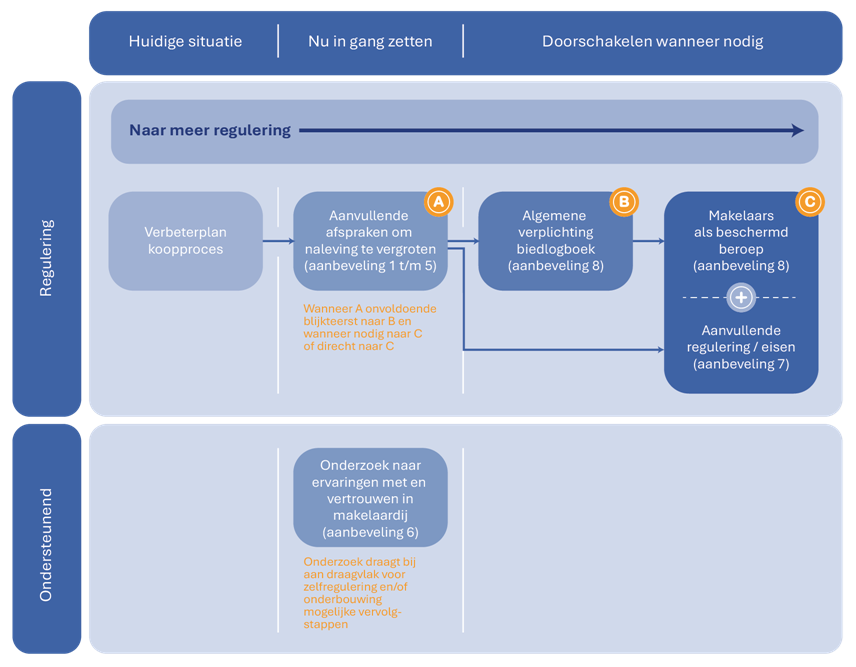 Huidige situatie
Nu in gang zetten
Doorschakelen wanneer nodig
Regulering
Naar meer regulering
Verbeterplan
koopproces
A
Aanvullende
afspraken om
naleving te vergroten
(aanbeveling 1 t/m 5)
Wanneer A onvoldoende
blijkteerst naar B en
wanneer nodig naar C
of direct naar C
B
Algemene
verplichting
biedlogboek
(aanbeveling 8)
C
Makelaars
als beschermd
beroep
(aanbeveling 8)
+
Aanvullende
regulering / eisen
(aanbeveling 7)
Ondersteunend
Onderzoek naar
ervaringen met en
vertrouwen in
makelaardij
(aanbeveling 6)
Onderzoek draagt bij
aan draagvlak voor
zelfregulering en/of
onderbouwing
mogelijke vervolg-
stappen